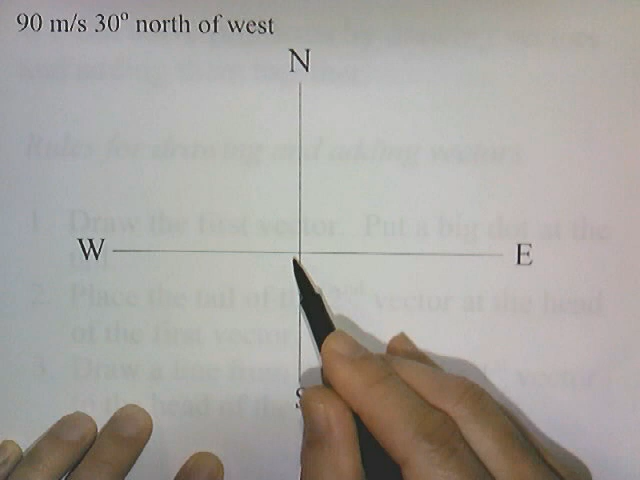 90 m/s 30º north of west
N
Rules for drawing and adding vectors
1. Draw the first vector. Put a big dot at the
W
E
2. Place the tail of the 2nd vector at the head
of the first vector
3. Draw a line from vector
S
to the head of the